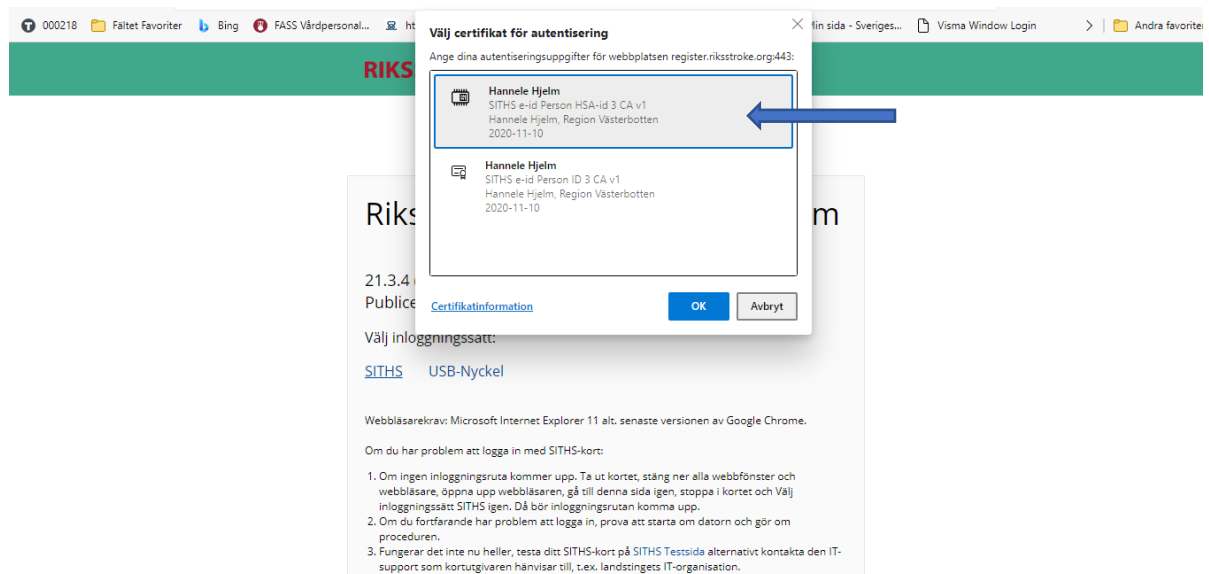 000218 Fältet Favoriter Bing FASS Vårdpersonal... ht
in sida - Sveriges... Visma Window Login > Andra favoriter
RIKS
Välj certifikat för autentisering
Ange dina autentiseringsuppgifter för webbplatsen register.riksstroke.org:443:
Hannele Hjelm
SITHS e-id Person HSA-id 3 CA v1
Hannele Hjelm, Region Västerbotten
2020-11-10
Hannele Hjelm
SITHS e-id Person ID 3 CA v1
Hannele Hjelm, Region Västerbotten
2020-11-10
Certifikatinformation OK Avbryt
Riks m
21.3.4
Publice
Välj inloggningssätt:
SITHS USB-Nyckel
Webbläsarekrav: Microsoft Internet Explorer 11 alt. senaste versionen av Google Chrome.
Om du har problem att logga in med SITHS-kort:
1. Om ingen inloggningsruta kommer upp. Ta ut kortet, stäng ner alla webbfönster och
webbläsare, öppna upp webbläsaren, gå till denna sida igen, stoppa i kortet och Välj
inloggningssätt SITHS igen. Då bör inloggningsrutan komma upp.
2. Om du fortfarande har problem att logga in, prova att starta om datorn och gör om
proceduren.
3. Fungerar det inte nu heller, testa ditt SITHS-kort på SITHS Testsida alternativt kontakta den IT-
support som kortutgivaren hänvisar till, t.ex. landstingets IT-organisation.